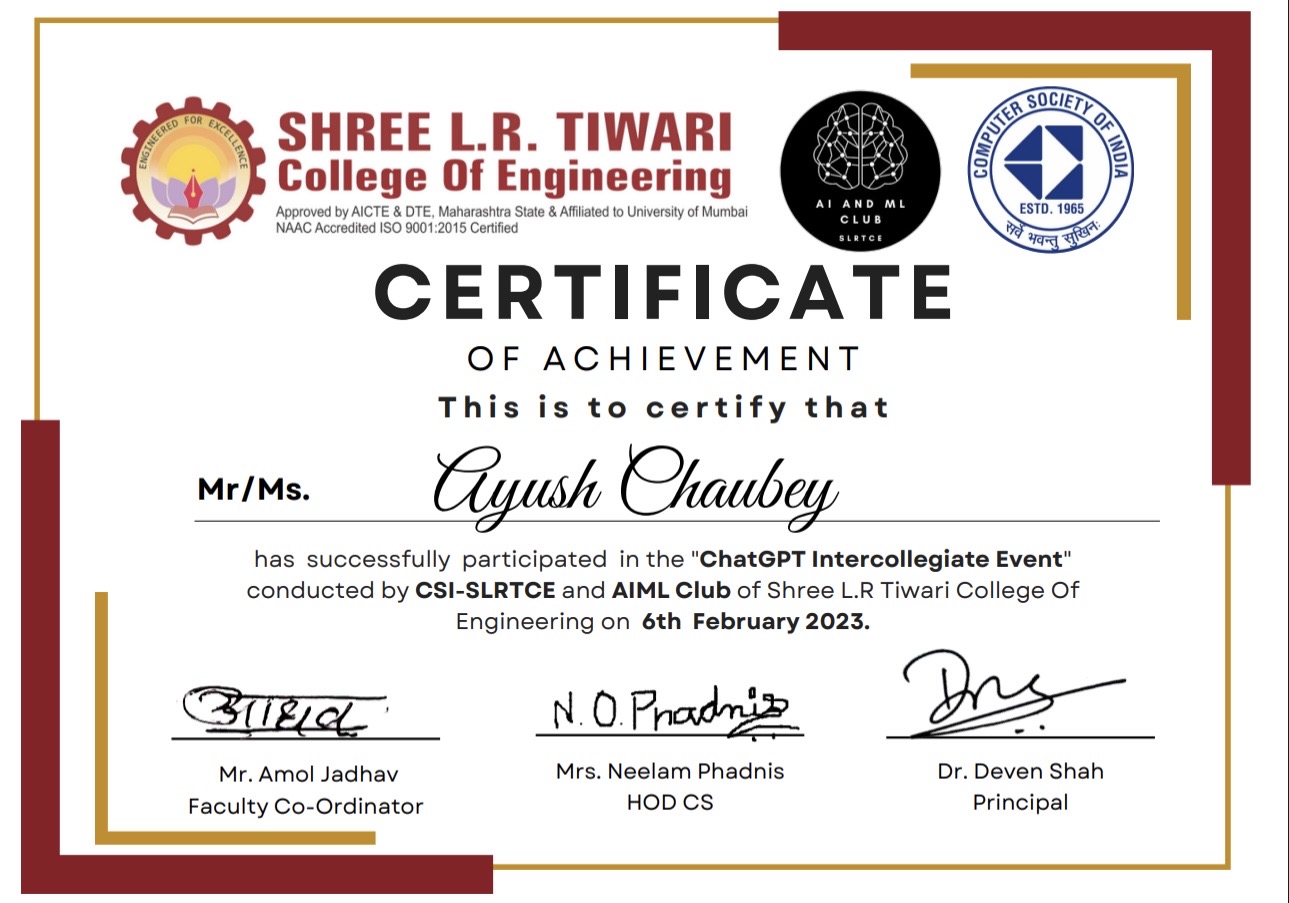 ENGINEERED FOR EXCELLENCE
SHREE L.R. TIWARI
College Of Engineering
Approved by AICTE & DTE, Maharashtra State & Affiliated to University of Mumbai
NAAC Accredited ISO 9001:2015 Certified
AI AND ML
CLUB
SLRTCE
COMPUTER SOCIETY OF INDIA
ESTD. 1965
सर्वे भवन्तु सुखिनः
CERTIFICATE
OF ACHIEVEMENT
This is to certify that
Mr/Ms. Ayush Chaubey
has successfully participated in the "ChatGPT Intercollegiate Event"
conducted by CSI-SLRTCE and AIML Club of Shree L.R Tiwari College Of
Engineering on 6th February 2023.
N.O.Phadnis
Mr. Amol Jadhav
Faculty Co-Ordinator
Mrs. Neelam Phadnis
HOD CS
Dr. Deven Shah
Principal